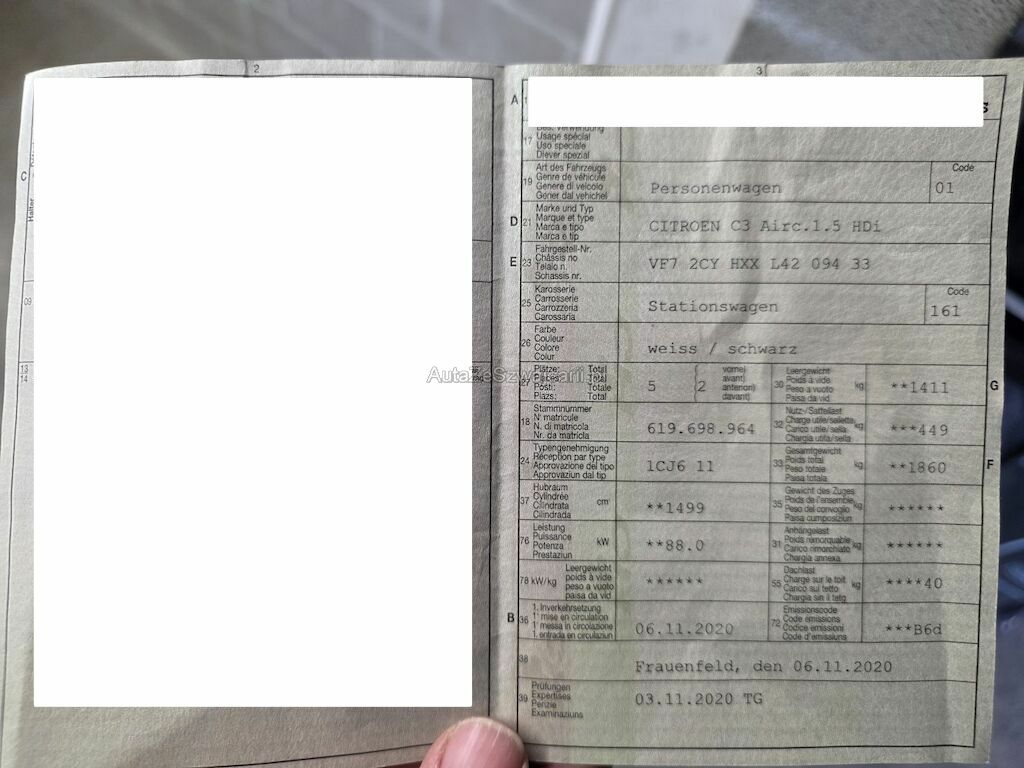 2
3
A
17
Bes. Verwendung
Usage spécial
Uso speciale
Diever spezial
C
Halter
19
Art des Fahrzeugs
Genre de véhicule
Genere di veicolo
Gener dal vehichel
Personenwagen
Code
01
D
21
Marke und Typ
Marque et type
Marca e tipo
Marca e tip
CITROEN C3 Airc.1.5 HDi
E
23
Fahrgestell-Nr.
Châssis no
Telaio n.
Schassis nr.
VF7 2CY HXX L42 094 33
09
25
Karosserie
Carrosserie
Carrozzeria
Carossaria
Stationswagen
Code
161
26
Farbe
Couleur
Colore
Colur
weiss / schwarz
13
14
AutaZeSzwajcarii
27
Plätze: Total
Places: Total
Posti: Totale
Plazs: Total
5
2
vorne)
avant)
anteriori)
davant)
30
Leergewicht
Poids à vide
Peso a vuoto
Paisa da vid
kg
**1411
G
18
Stammnummer
N° matricule
N. di matricola
Nr. da matricla
619.698.964
32
Nutz-/Sattellast
Charge utile/sellette
Carico utile/sella
Chargia utila/sella
kg
***449
24
Typengenehmigung
Réception par type
Approvazione del tipo
Approvaziun dal tip
1CJ6 11
33
Gesamtgewicht
Poids total
Peso totale
Paisa totala
kg
**1860
F
37
Hubraum
Cylindrée
Cilindrata
Cilindrada
cm³
**1499
35
Gewicht des Zuges
Poids de l'ensemble
Peso del convoglio
Paisa cumposiziun
kg
******
76
Leistung
Puissance
Potenza
Prestaziun
kW
**88.0
31
Anhängelast
Poids remorquable
Carico rimorchiato
Chargia annexa
kg
******
78 kW/kg
Leergewicht
poids à vide
peso a vuoto
paisa da vid
******
55
Dachlast
Charge sur le toit
Carico sul tetto
Chargia sin il tetg
kg
****40
B
36
1. Inverkehrsetzung
1re mise en circulation
1a messa in circolazione
1. entrada en circulaziun
06.11.2020
72
Emissionscode
Code émissions
Codice emissioni
Code d'emissiuns
***B6d
38
Frauenfeld, den 06.11.2020
39
Prüfungen
Expertises
Perizie
Examinaziuns
03.11.2020 TG